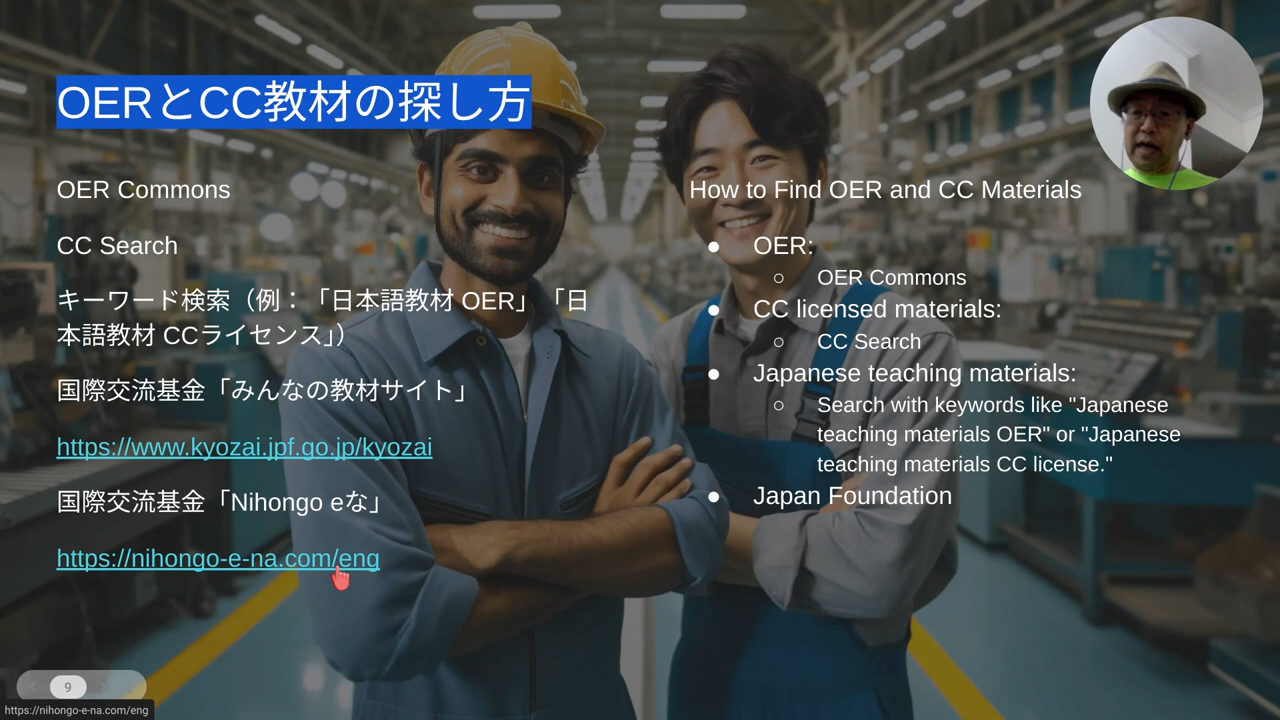 OERとCC教材の探し方
OER Commons
CC Search
キーワード検索（例：「日本語教材 OER」「日
本語教材 CCライセンス」）
国際交流基金「みんなの教材サイト」
https://www.kyozai.jpf.go.jp/kyozai
国際交流基金「Nihongo eな」
https://nihongo-e-na.com/eng
How to Find OER and CC Materials
● OER:
○ OER Commons
● CC licensed materials:
○ CC Search
● Japanese teaching materials:
○ Search with keywords like "Japanese
teaching materials OER" or "Japanese
teaching materials CC license."
● Japan Foundation
9
https://nihongo-e-na.com/eng